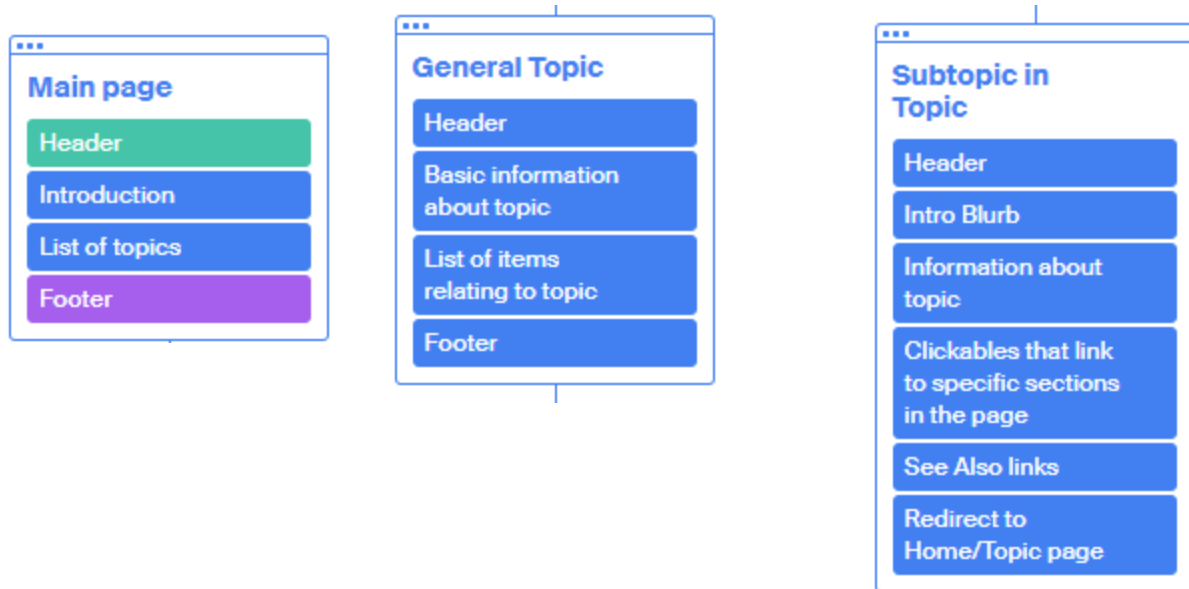 Main page
Header
Introduction
List of topics
Footer
General Topic
Header
Basic information
about topic
List of items
relating to topic
Footer
Subtopic in
Topic
Header
Intro Blurb
Information about
topic
Clickables that link
to specific sections
in the page
See Also links
Redirect to
Home/Topic page